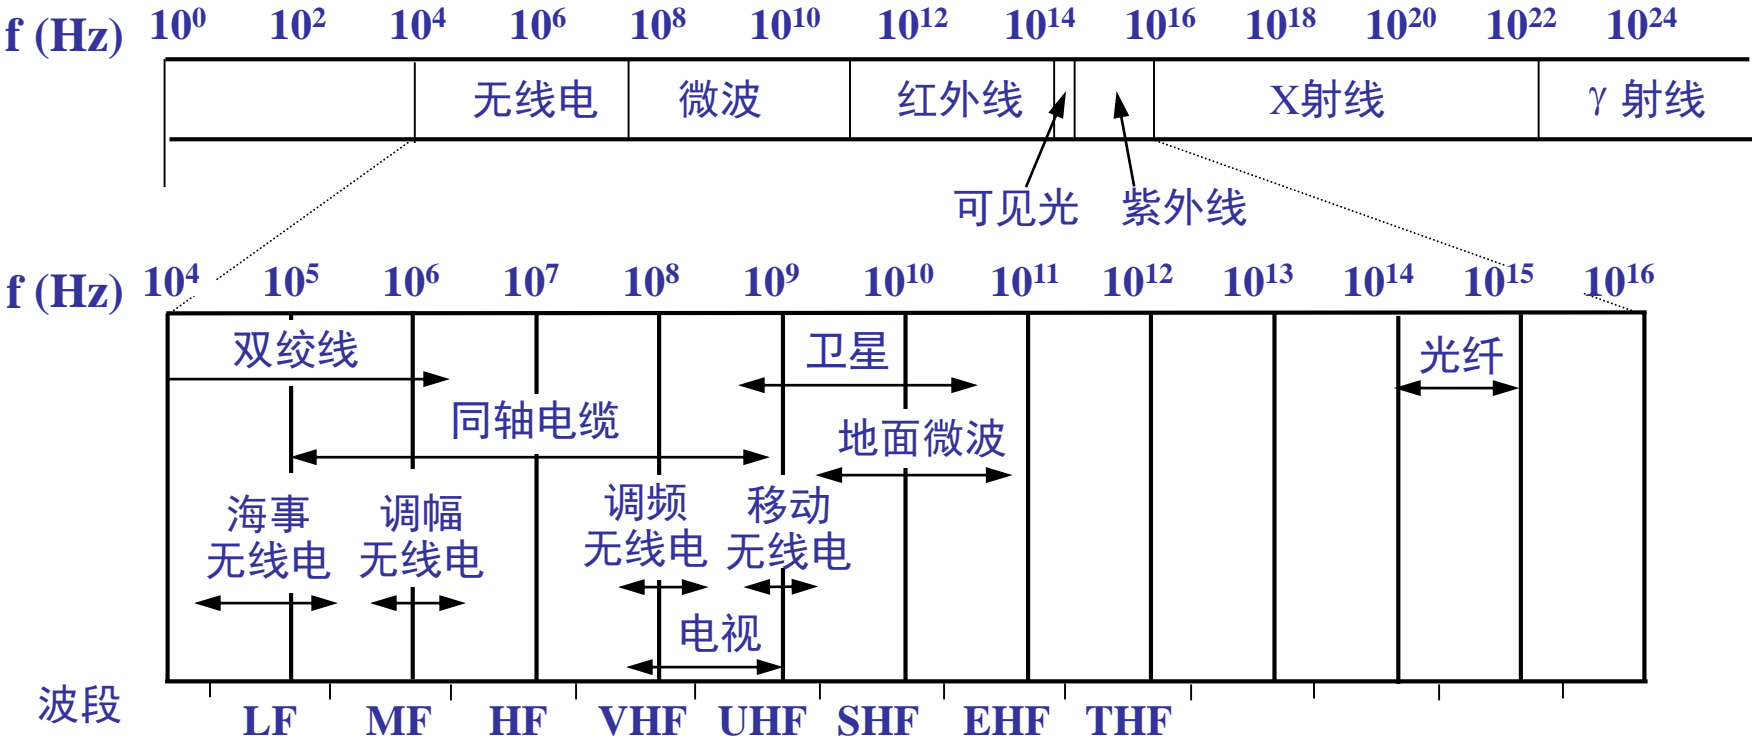 f (Hz) 10⁰ 10² 10⁴ 10⁶ 10⁸ 10¹⁰ 10¹² 10¹⁴ 10¹⁶ 10¹⁸ 10²⁰ 10²² 10²⁴
无线电 微波 红外线 X射线 γ 射线
可见光 紫外线
f (Hz) 10⁴ 10⁵ 10⁶ 10⁷ 10⁸ 10⁹ 10¹⁰ 10¹¹ 10¹² 10¹³ 10¹⁴ 10¹⁵ 10¹⁶
双绞线 卫星 光纤
同轴电缆 地面微波
海事 调幅 调频 移动
无线电 无线电 无线电 无线电
电视
波段 LF MF HF VHF UHF SHF EHF THF